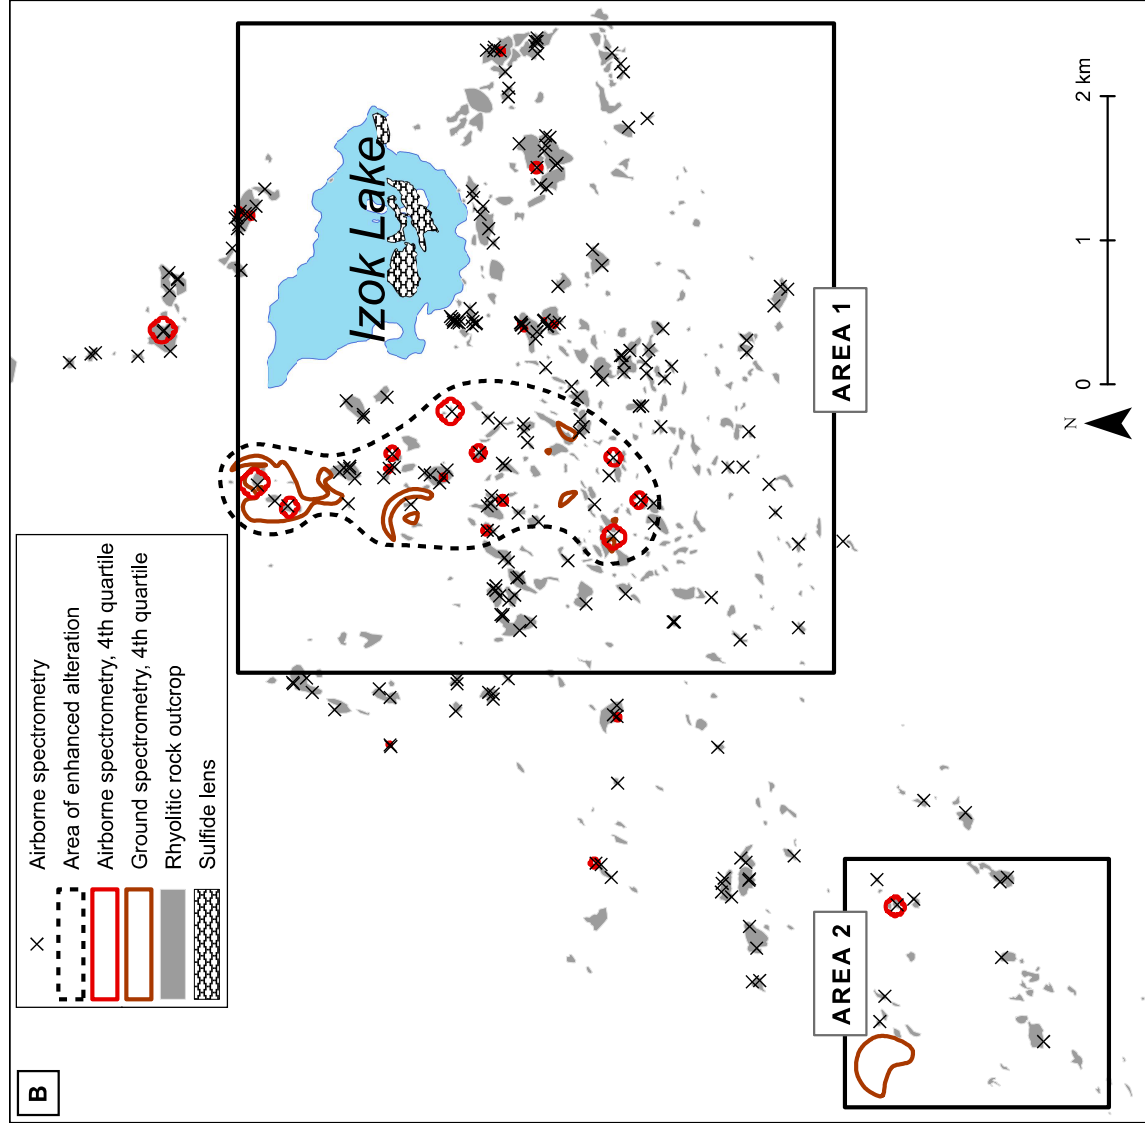 B
Airborne spectrometry
Area of enhanced alteration
Airborne spectrometry, 4th quartile
Ground spectrometry, 4th quartile
Rhyolitic rock outcrop
Sulfide lens
Izok Lake
AREA 1
AREA 2
N
0 1 2 km